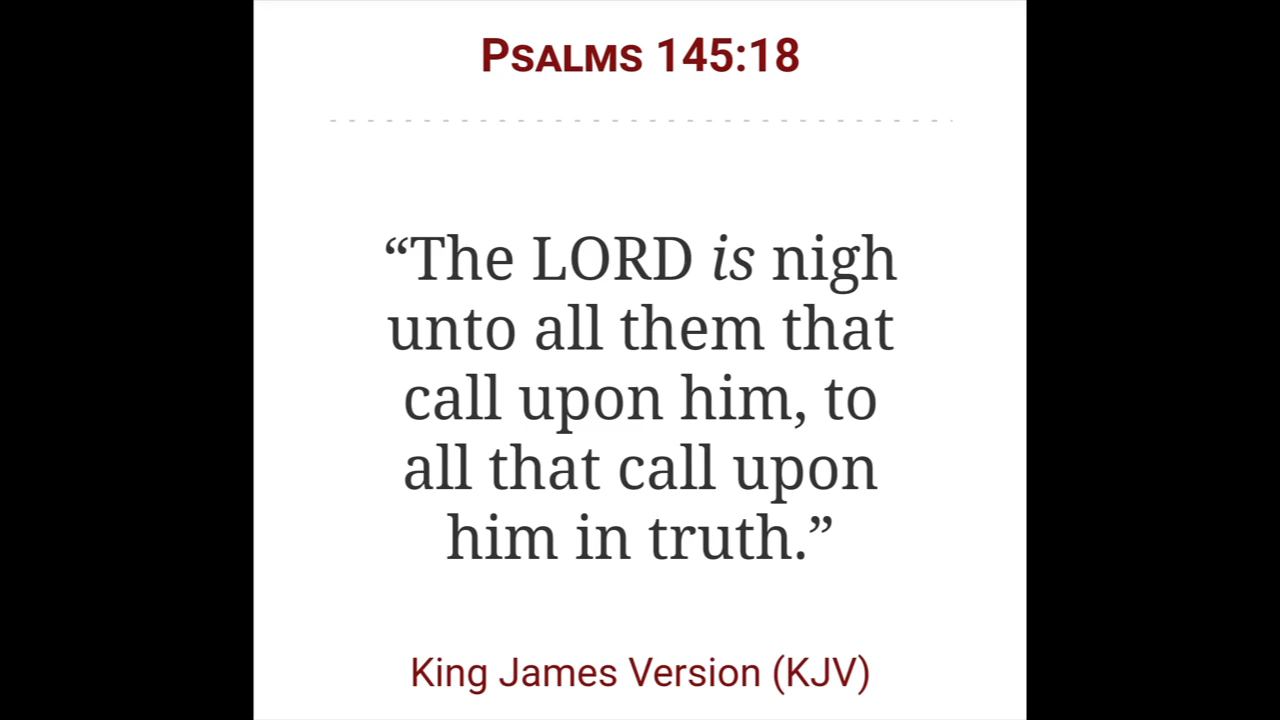 Psalms 145:18
“The LORD is nigh
unto all them that
call upon him, to
all that call upon
him in truth.”
King James Version (KJV)